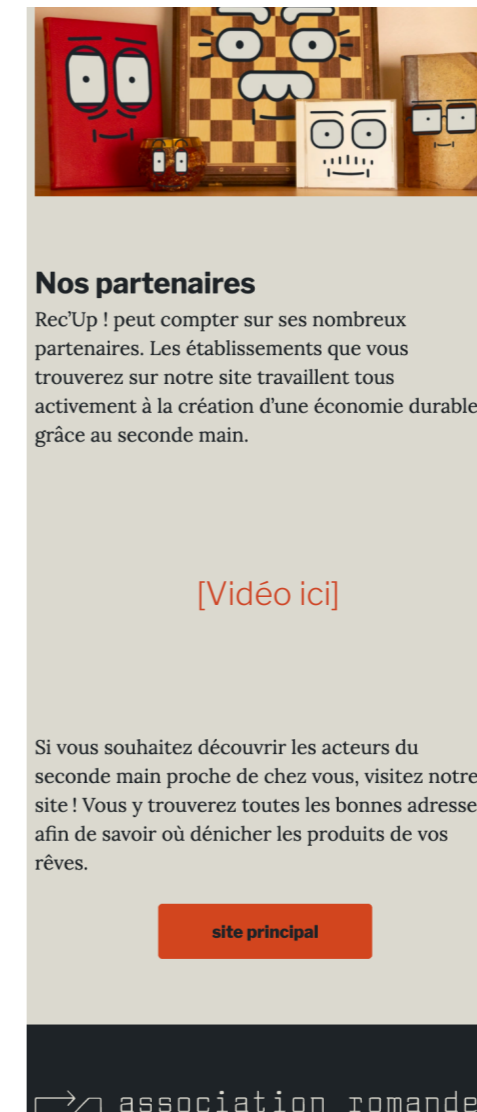 Nos partenaires
Rec’Up ! peut compter sur ses nombreux
partenaires. Les établissements que vous
trouverez sur notre site travaillent tous
activement à la création d’une économie durable
grâce au seconde main.
[Vidéo ici]
Si vous souhaitez découvrir les acteurs du
seconde main proche de chez vous, visitez notre
site ! Vous y trouverez toutes les bonnes adresse
afin de savoir où dénicher les produits de vos
rêves.
site principal
association romande